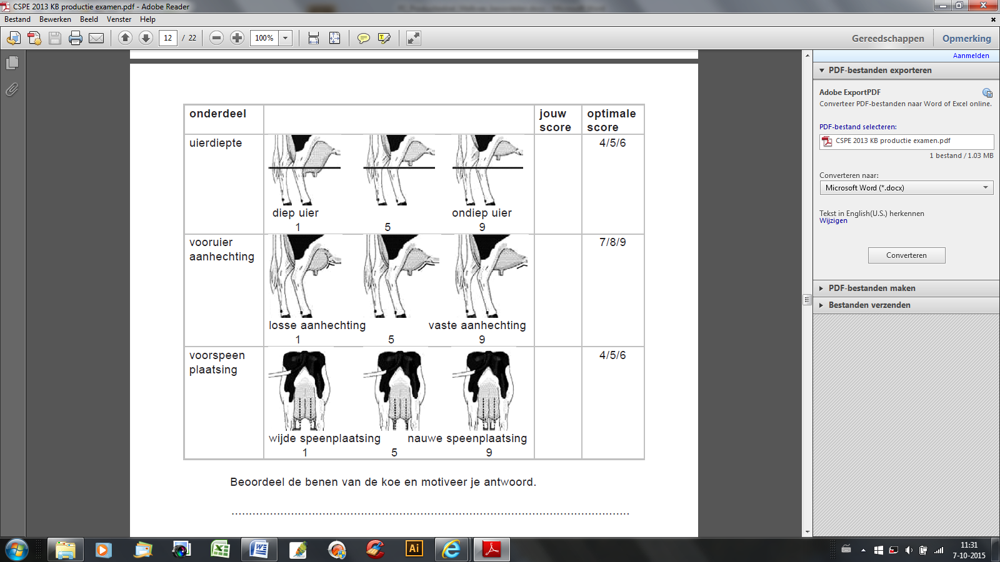 CSPE 2013 KB productie examen.pdf - Adobe Reader
Bestand Bewerken Beeld Venster Help
12 / 22 100% Gereedschappen Opmerking
Aanmelden
PDF-bestanden exporteren
Adobe ExportPDF
Converteer PDF-bestanden naar Word of Excel online.
PDF-bestand selecteren:
CSPE 2013 KB productie examen.pdf
1 bestand / 1.03 MB
Converteren naar:
Microsoft Word (*.docx)
Tekst in English(U.S.) herkennen
Wijzigen
Converteren
PDF-bestanden maken
Bestanden verzenden
onderdeel jouw optimale
score score
uierdiepte 4/5/6
diep uier ondiep uier
1 5 9
vooruier 7/8/9
aanhechting
losse aanhechting vaste aanhechting
1 5 9
voorspeen 4/5/6
plaatsing
wijde speenplaatsing nauwe speenplaatsing
1 5 9
Beoordeel de benen van de koe en motiveer je antwoord.
Ai
11:31
7-10-2015